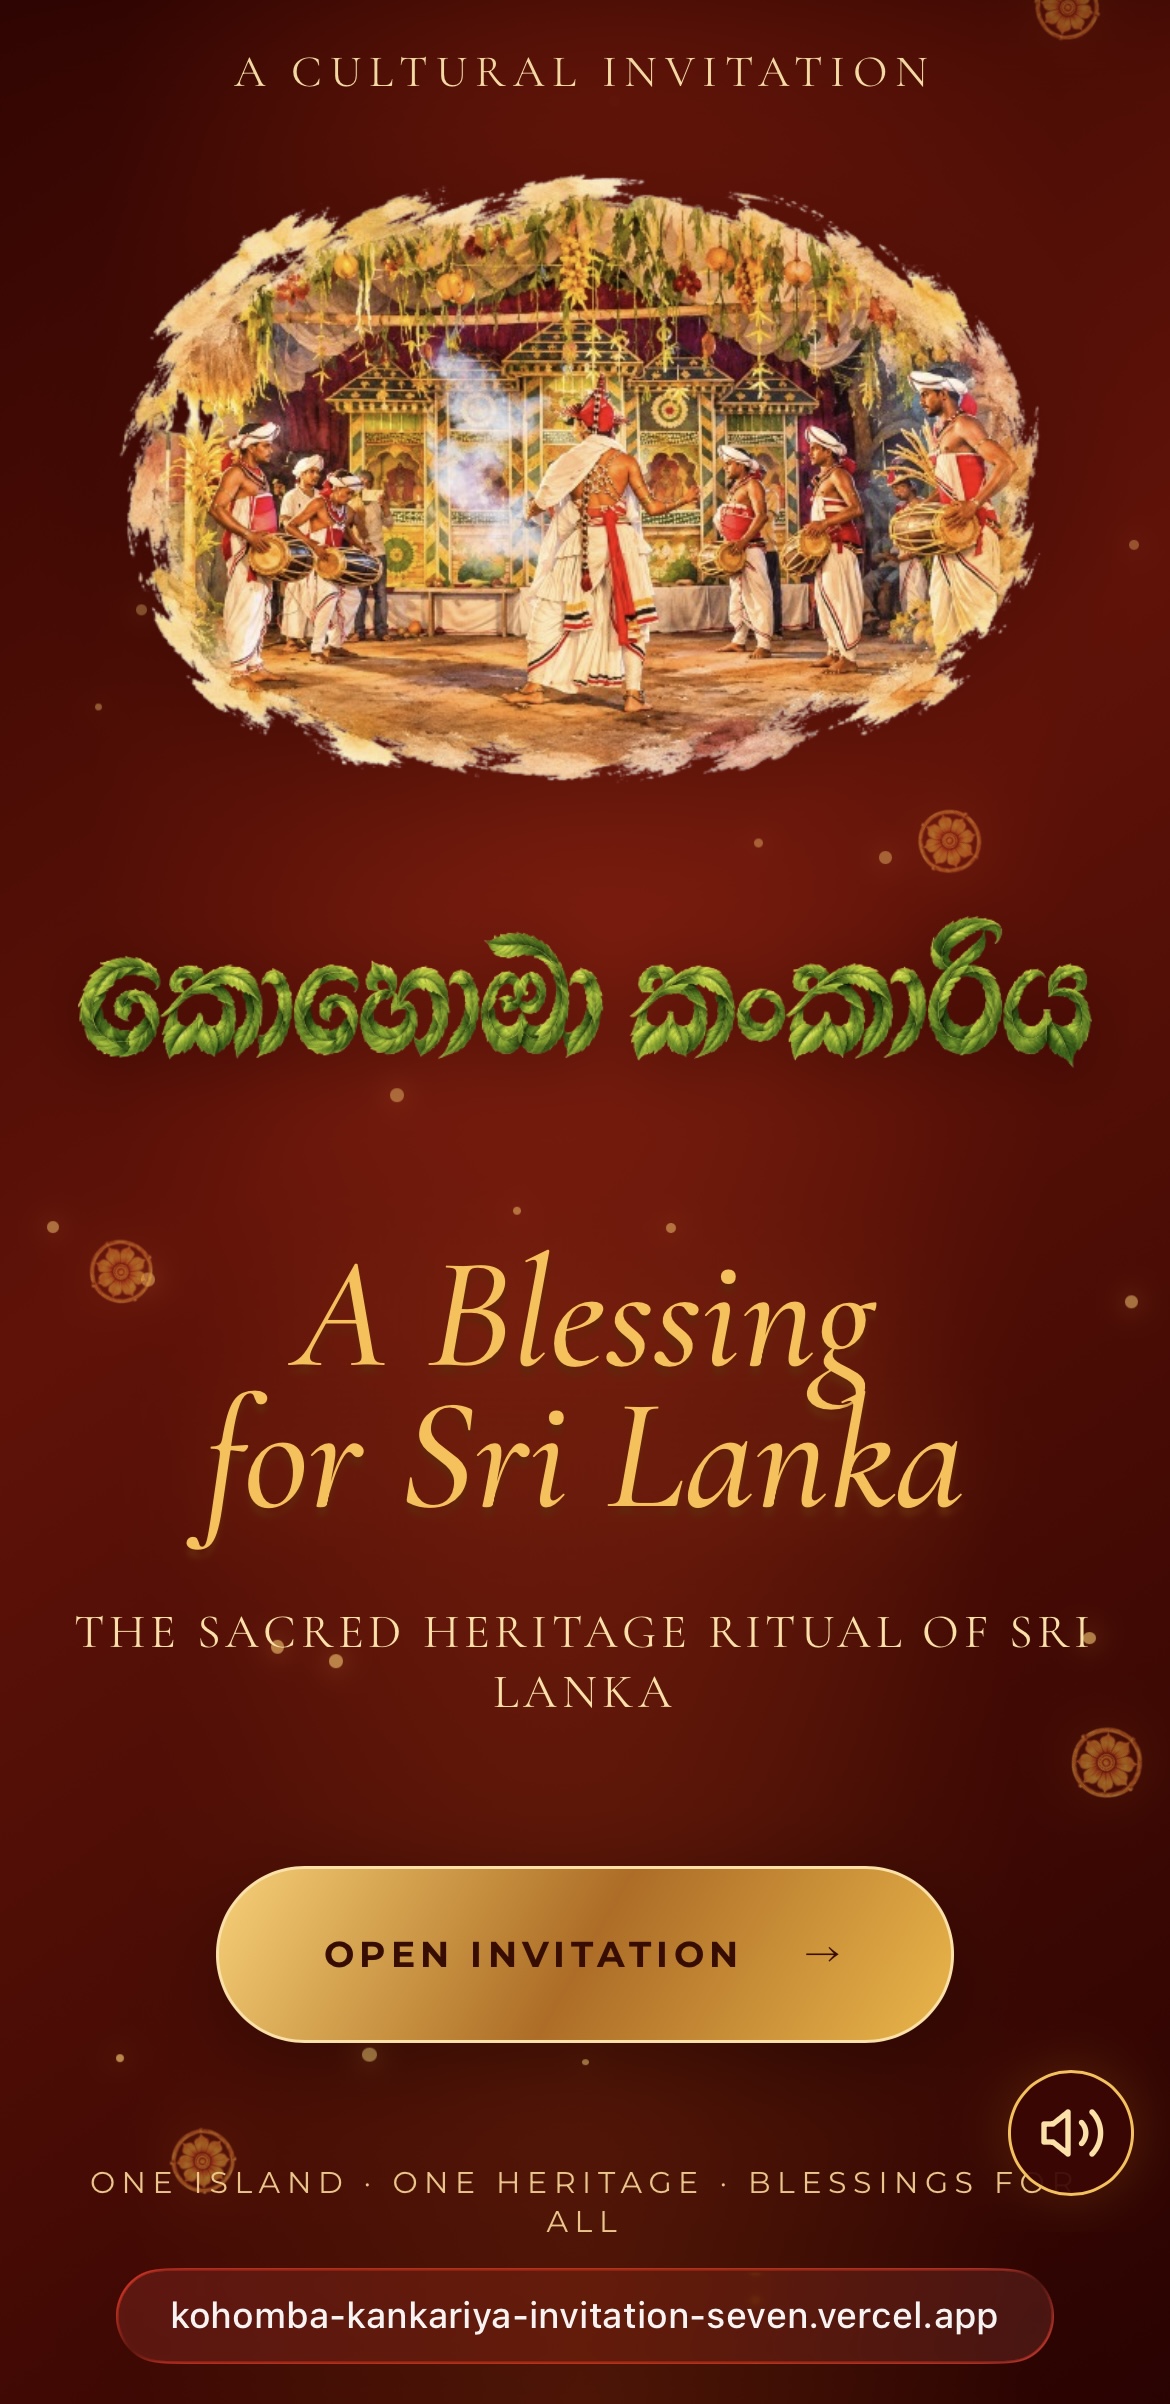 A CULTURAL INVITATION
කොහොඹා කංකාරිය
A Blessing
for Sri Lanka
THE SACRED HERITAGE RITUAL OF SRI
LANKA
OPEN INVITATION →
ONE ISLAND · ONE HERITAGE · BLESSINGS FOR
ALL
kohomba-kankariya-invitation-seven.vercel.app